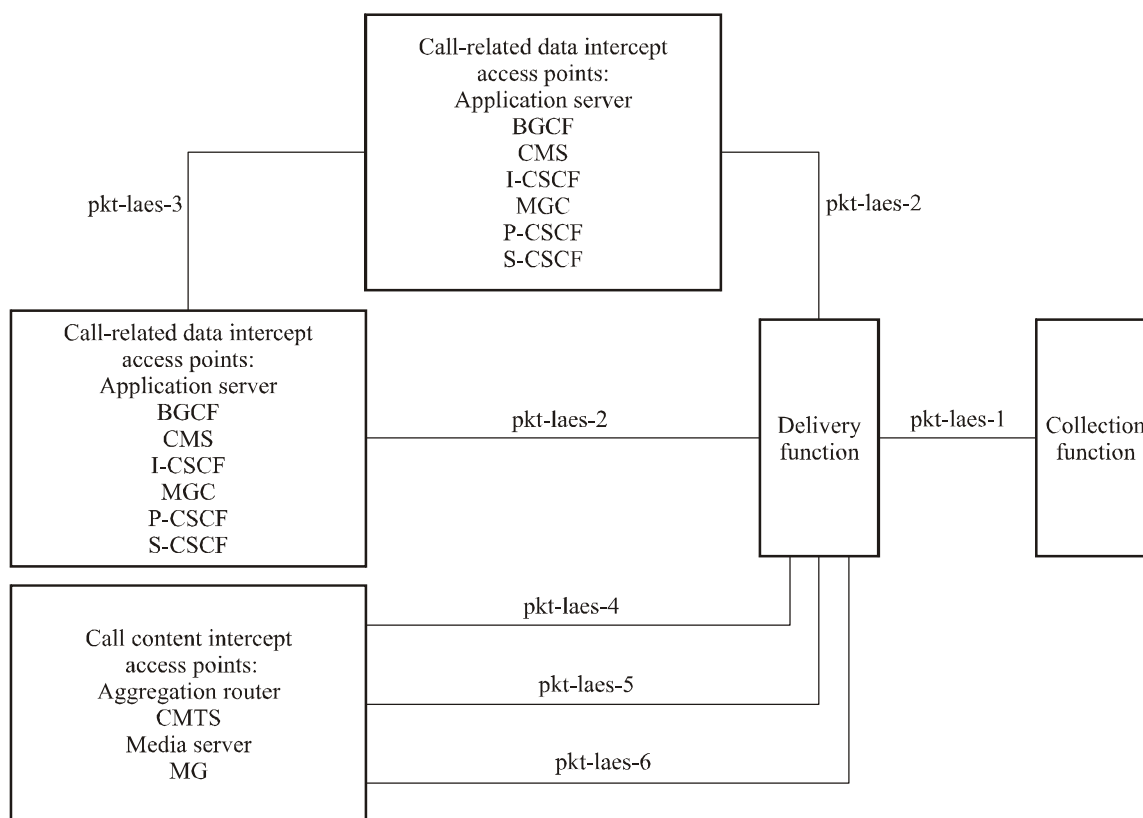 Call-related data intercept
access points:
Application server
BGCF
CMS
I-CSCF
MGC
P-CSCF
S-CSCF
pkt-laes-3
pkt-laes-2
Call-related data intercept
access points:
Application server
BGCF
CMS
I-CSCF
MGC
P-CSCF
S-CSCF
pkt-laes-2
Delivery
function
pkt-laes-1
Collection
function
Call content intercept
access points:
Aggregation router
CMTS
Media server
MG
pkt-laes-4
pkt-laes-5
pkt-laes-6